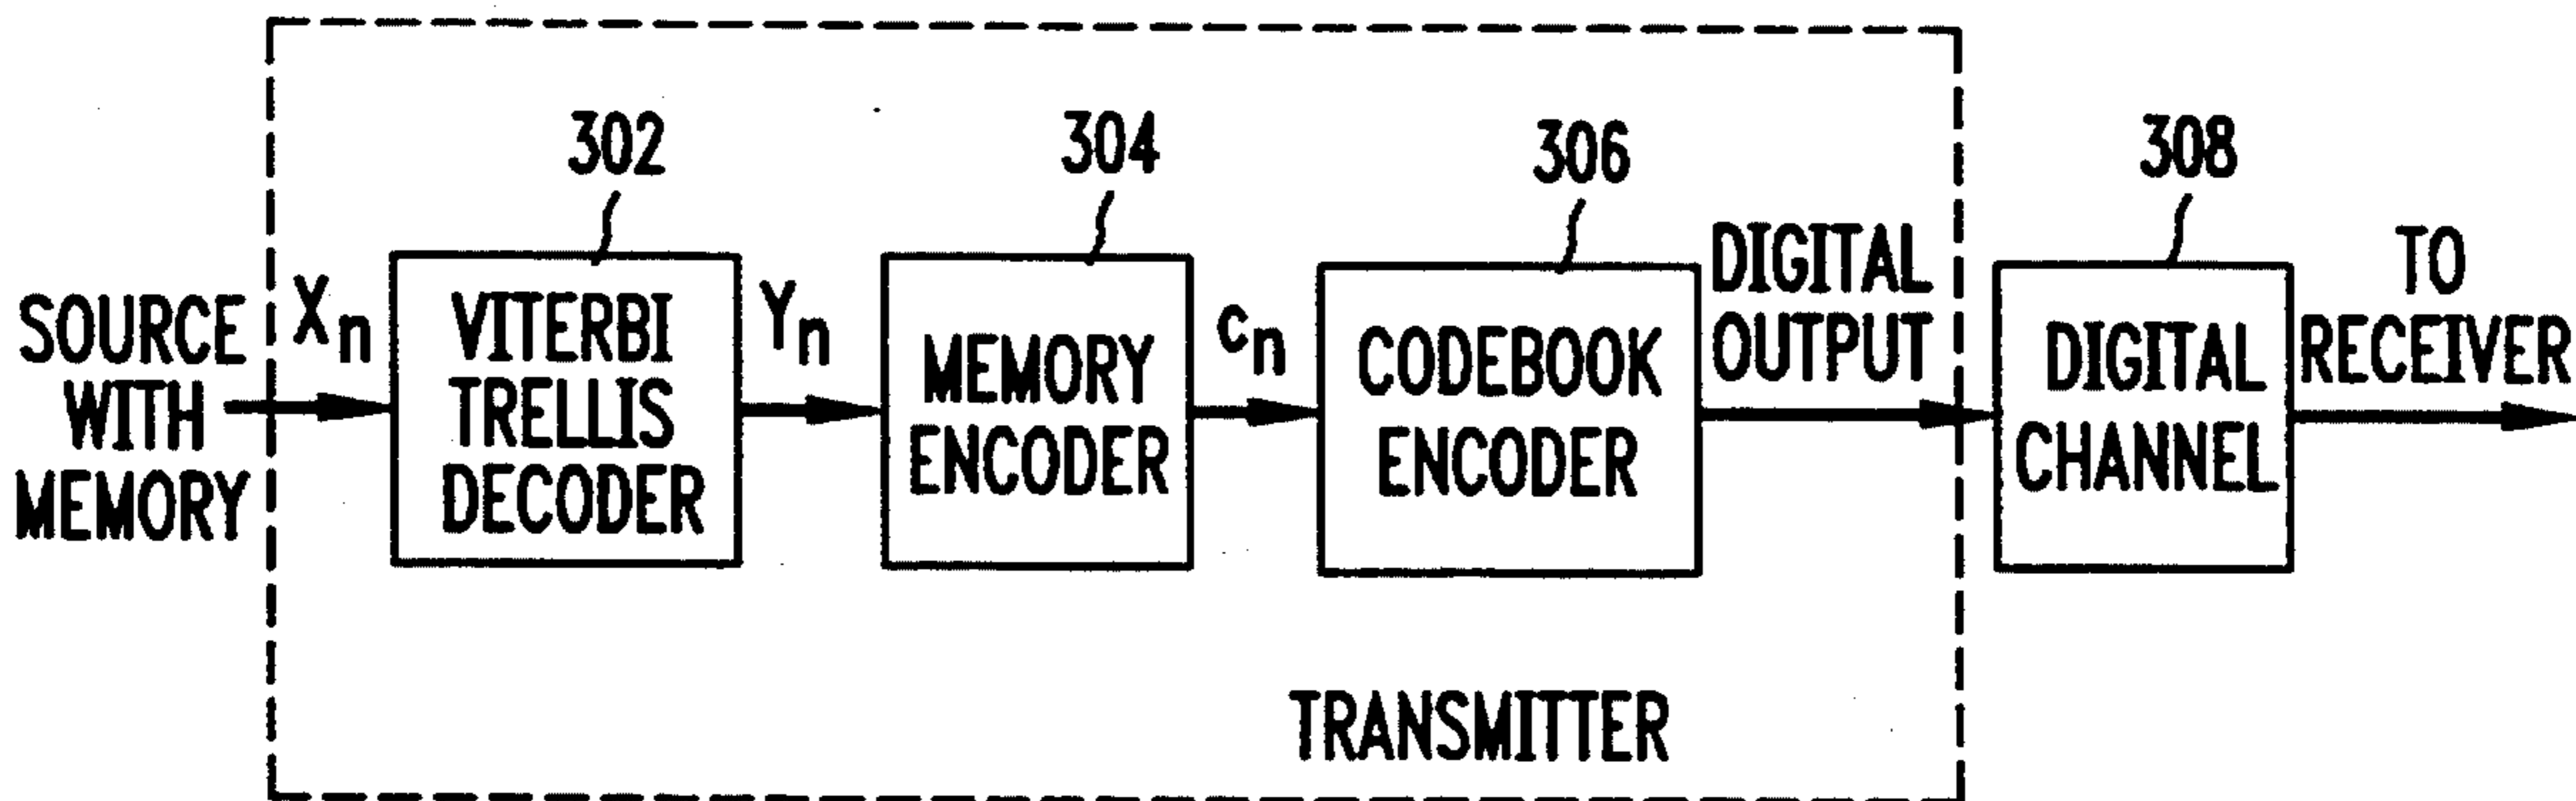 302
304
306
308
SOURCE
WITH
MEMORY
Xn
VITERBI
TRELLIS
DECODER
Yn
MEMORY
ENCODER
cn
CODEBOOK
ENCODER
DIGITAL
OUTPUT
DIGITAL
CHANNEL
TO
RECEIVER
TRANSMITTER